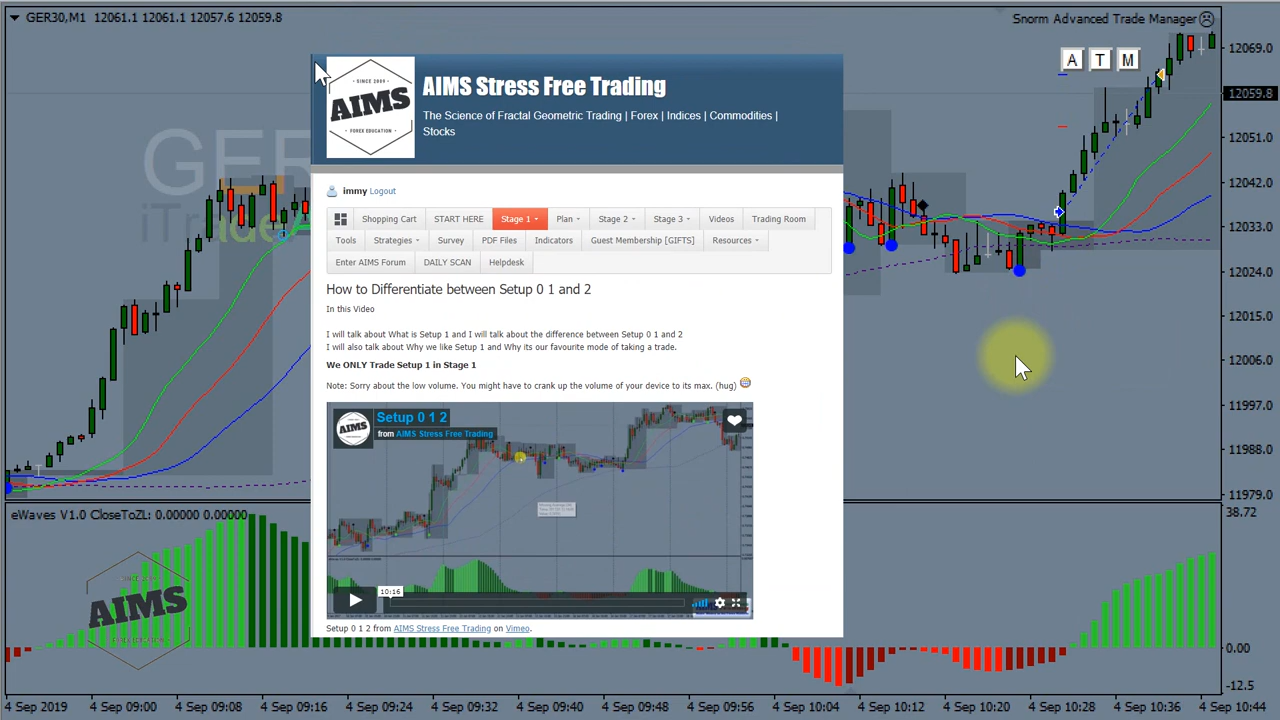 GER30,M1 12061.1 12061.1 12057.6 12059.8
Snorm Advanced Trade Manager
A T M
12069.0
12059.8
12051.0
12042.0
12033.0
12024.0
12015.0
12006.0
11997.0
11988.0
11979.0
GER
SINCE 2009
AIMS
FOREX EDUCATION
AIMS Stress Free Trading
The Science of Fractal Geometric Trading | Forex | Indices | Commodities |
Stocks
immy Logout
Shopping Cart START HERE Stage 1 Plan Stage 2 Stage 3 Videos Trading Room
Tools Strategies Survey PDF Files Indicators Guest Membership [GIFTS] Resources
Enter AIMS Forum DAILY SCAN Helpdesk
How to Differentiate between Setup 0 1 and 2
In this Video
I will talk about What is Setup 1 and I will talk about the difference between Setup 0 1 and 2
I will also talk about Why we like Setup 1 and Why its our favourite mode of taking a trade.
We ONLY Trade Setup 1 in Stage 1
Note: Sorry about the low volume. You might have to crank up the volume of your device to its max. (hug)
AIMS
Setup 0 1 2
from AIMS Stress Free Trading
10:16
Setup 0 1 2 from AIMS Stress Free Trading on Vimeo.
eWaves V1.0 CloseToZL: 0.00000 0.00000
38.72
0.00
-12.5
SINCE 2009
AIMS
FOREX EDUCATION
4 Sep 2019 4 Sep 09:00 4 Sep 09:08 4 Sep 09:16 4 Sep 09:24 4 Sep 09:32 4 Sep 09:40 4 Sep 09:48 4 Sep 09:56 4 Sep 10:04 4 Sep 10:12 4 Sep 10:20 4 Sep 10:28 4 Sep 10:36 4 Sep 10:44